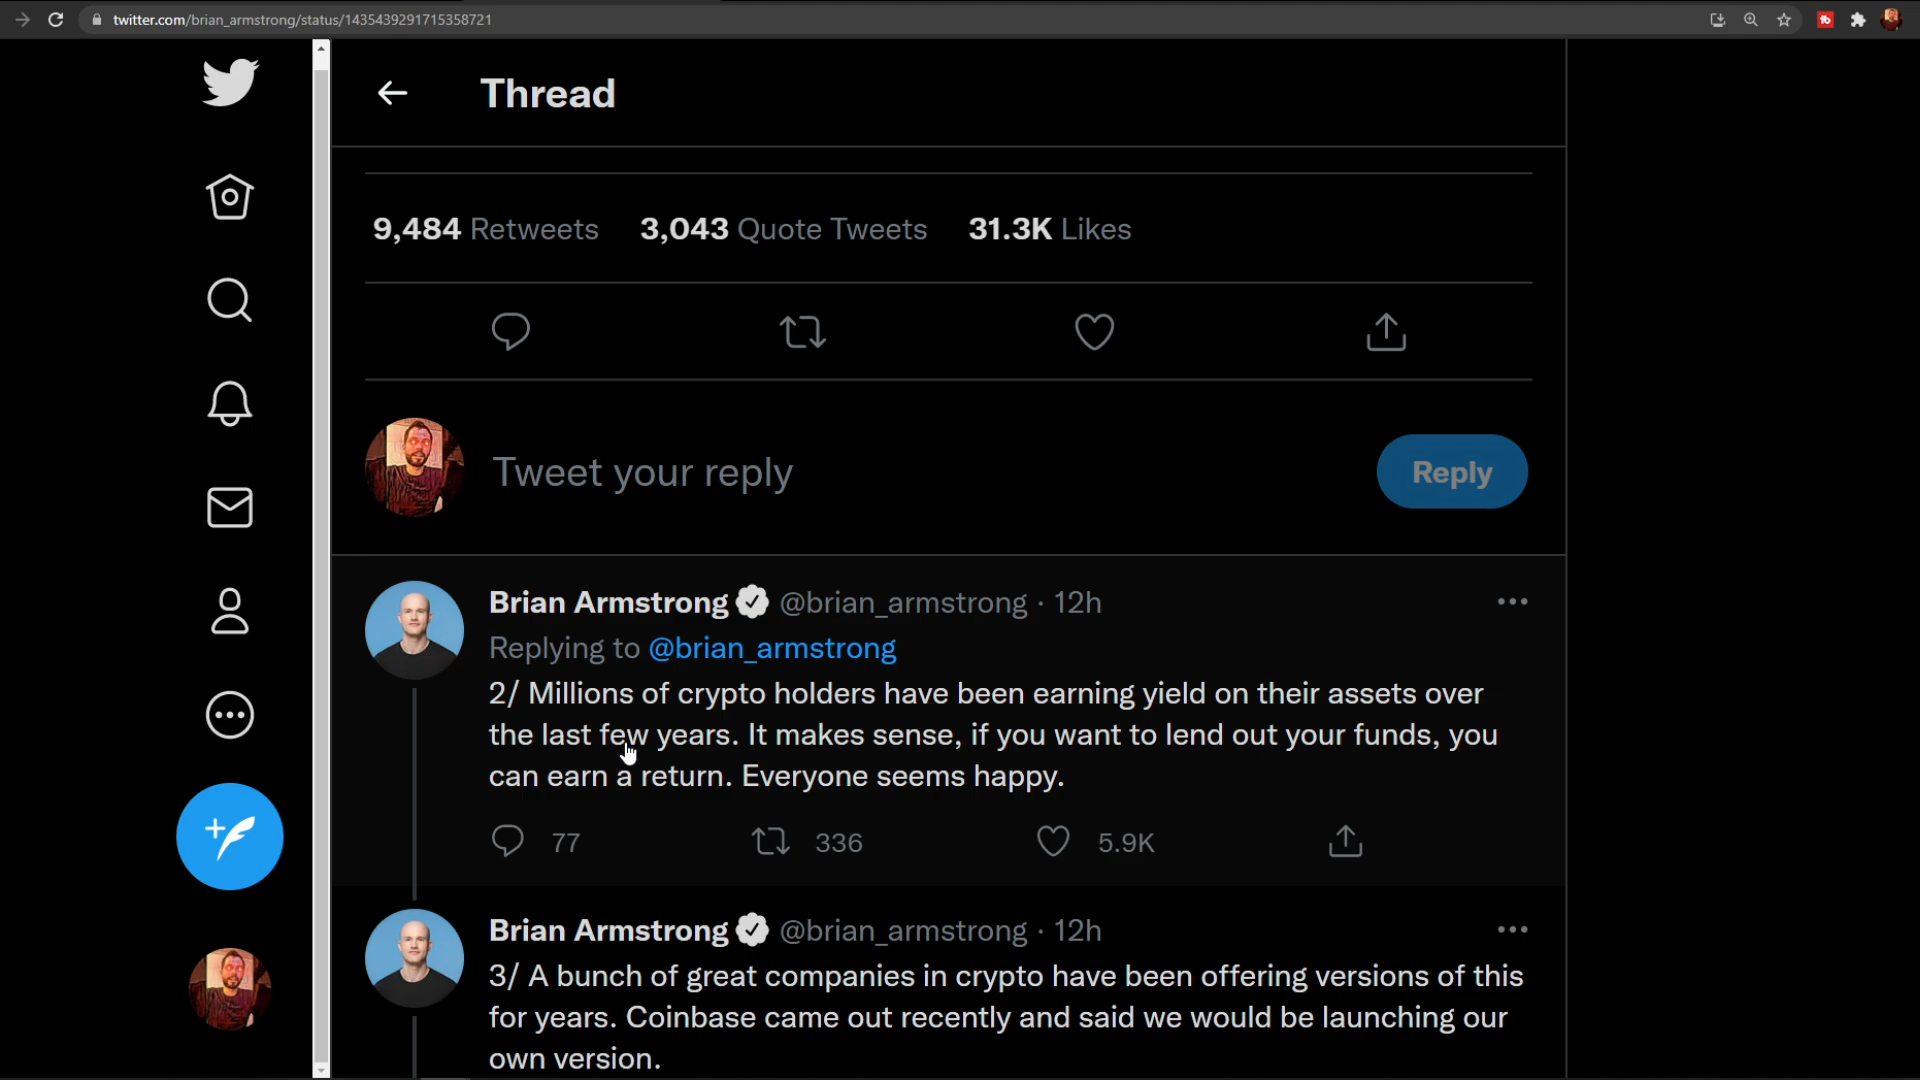 twitter.com/brian_armstrong/status/1435439291715358721
Thread
9,484 Retweets 3,043 Quote Tweets 31.3K Likes
Tweet your reply
Reply
Brian Armstrong @brian_armstrong · 12h
Replying to @brian_armstrong
2/ Millions of crypto holders have been earning yield on their assets over
the last few years. It makes sense, if you want to lend out your funds, you
can earn a return. Everyone seems happy.
77 336 5.9K
Brian Armstrong @brian_armstrong · 12h
3/ A bunch of great companies in crypto have been offering versions of this
for years. Coinbase came out recently and said we would be launching our
own version.